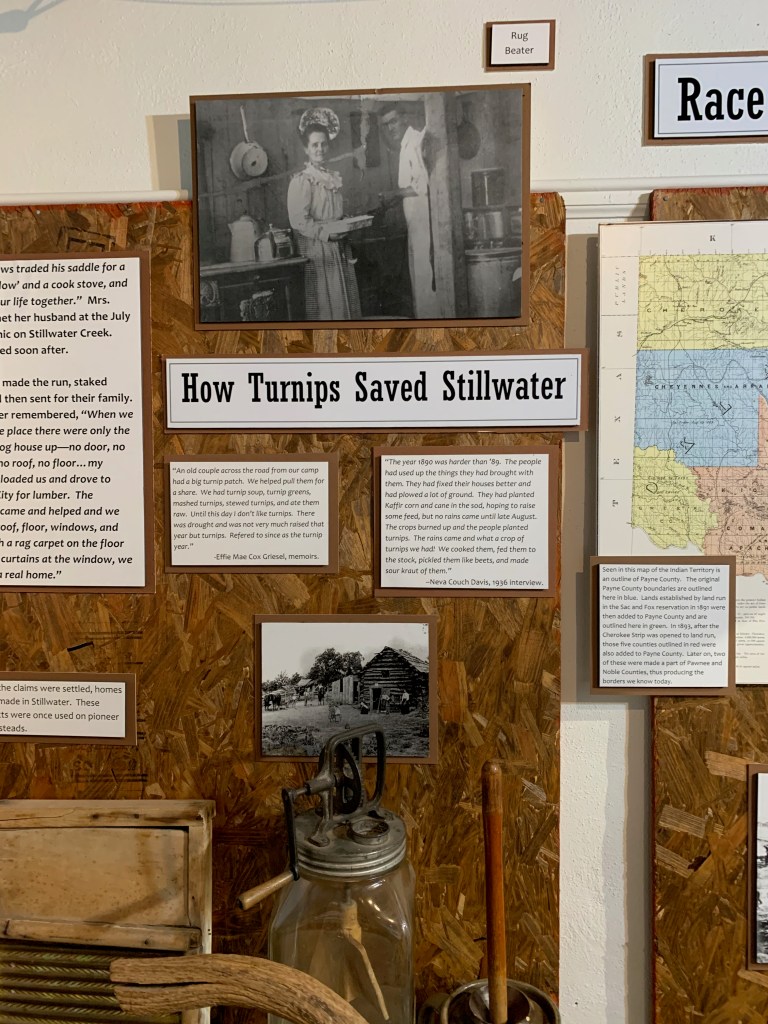 Rug
Beater
Race
ws traded his saddle for a
low' and a cook stove, and
ur life together." Mrs.
et her husband at the July
nic on Stillwater Creek.
ed soon after.
made the run, staked
then sent for their family.
er remembered, "When we
e place there were only the
og house up—no door, no
no roof, no floor...my
loaded us and drove to
City for lumber. The
came and helped and we
oof, floor, windows, and
h a rag carpet on the floor
curtains at the window, we
a real home."
he claims were settled, homes
made in Stillwater. These
ts were once used on pioneer
steads.
How Turnips Saved Stillwater
"An old couple across the road from our camp
had a big turnip patch. We helped pull them for
a share. We had turnip soup, turnip greens,
mashed turnips, stewed turnips, and ate them
raw. Until this day I don't like turnips. There
was drought and was not very much raised that
year but turnips. Refered to since as the turnip
year."
-Effie Mae Cox Griesel, memoirs.
"The year 1890 was harder than '89. The people
had used up the things they had brought with
them. They had fixed their houses better and
had plowed a lot of ground. They had planted
Kaffir corn and cane in the sod, hoping to raise
some feed, but no rains came until late August.
The crops burned up and the people planted
turnips. The rains came and what a crop of
turnips we had! We cooked them, fed them to
the stock, pickled them like beets, and made
sour kraut of them."
–Neva Couch Davis, 1936 interview.
K
TEXAS
CHEROKEE
CHEYENNES AND ARAPA
COMA
APACH
Seen in this map of the Indian Territory is
an outline of Payne County. The original
Payne County boundaries are outlined
here in blue. Lands established by land run
in the Sac and Fox reservation in 1891 were
then added to Payne County and are
outlined here in green. In 1893, after the
Cherokee Strip was opened to land run,
those five counties outlined in red were
also added to Payne County. Later on, two
of these were made a part of Pawnee and
Noble Counties, thus producing the
borders we know today.